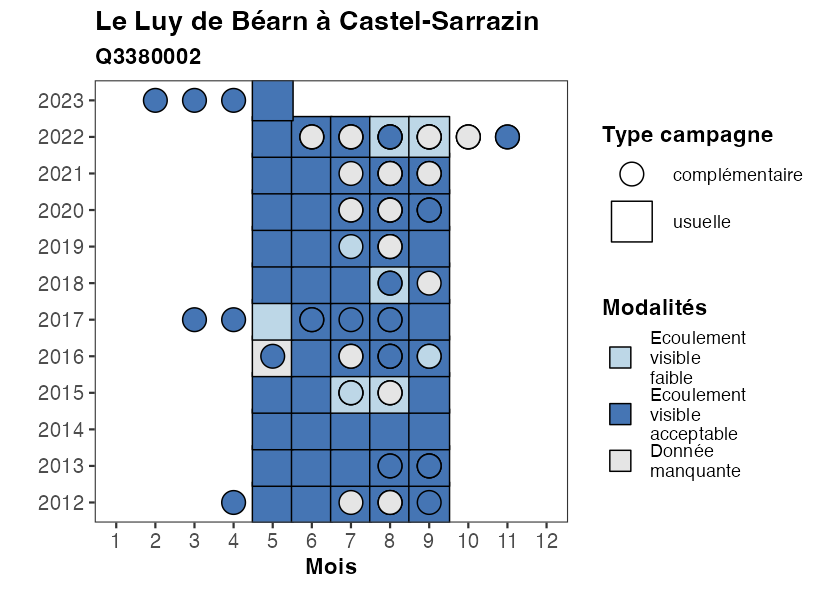 Le Luy de Béarn à Castel-Sarrazin
Q3380002
2023
2022
2021
2020
2019
2018
2017
2016
2015
2014
2013
2012
1 2 3 4 5 6 7 8 9 10 11 12
Mois
Type campagne
complémentaire
usuelle
Modalités
Ecoulement
visible
faible
Ecoulement
visible
acceptable
Donnée
manquante